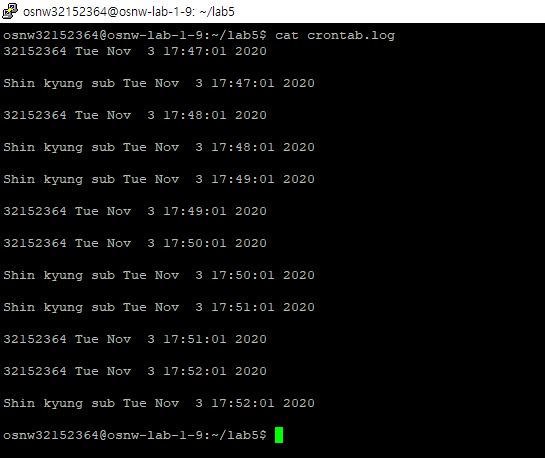 osnw32152364@osnw-lab-1-9: ~/lab5
osnw32152364@osnw-lab-1-9:~/lab5$ cat crontab.log
32152364 Tue Nov  3 17:47:01 2020
Shin kyung sub Tue Nov  3 17:47:01 2020
32152364 Tue Nov  3 17:48:01 2020
Shin kyung sub Tue Nov  3 17:48:01 2020
Shin kyung sub Tue Nov  3 17:49:01 2020
32152364 Tue Nov  3 17:49:01 2020
32152364 Tue Nov  3 17:50:01 2020
Shin kyung sub Tue Nov  3 17:50:01 2020
Shin kyung sub Tue Nov  3 17:51:01 2020
32152364 Tue Nov  3 17:51:01 2020
32152364 Tue Nov  3 17:52:01 2020
Shin kyung sub Tue Nov  3 17:52:01 2020
osnw32152364@osnw-lab-1-9:~/lab5$